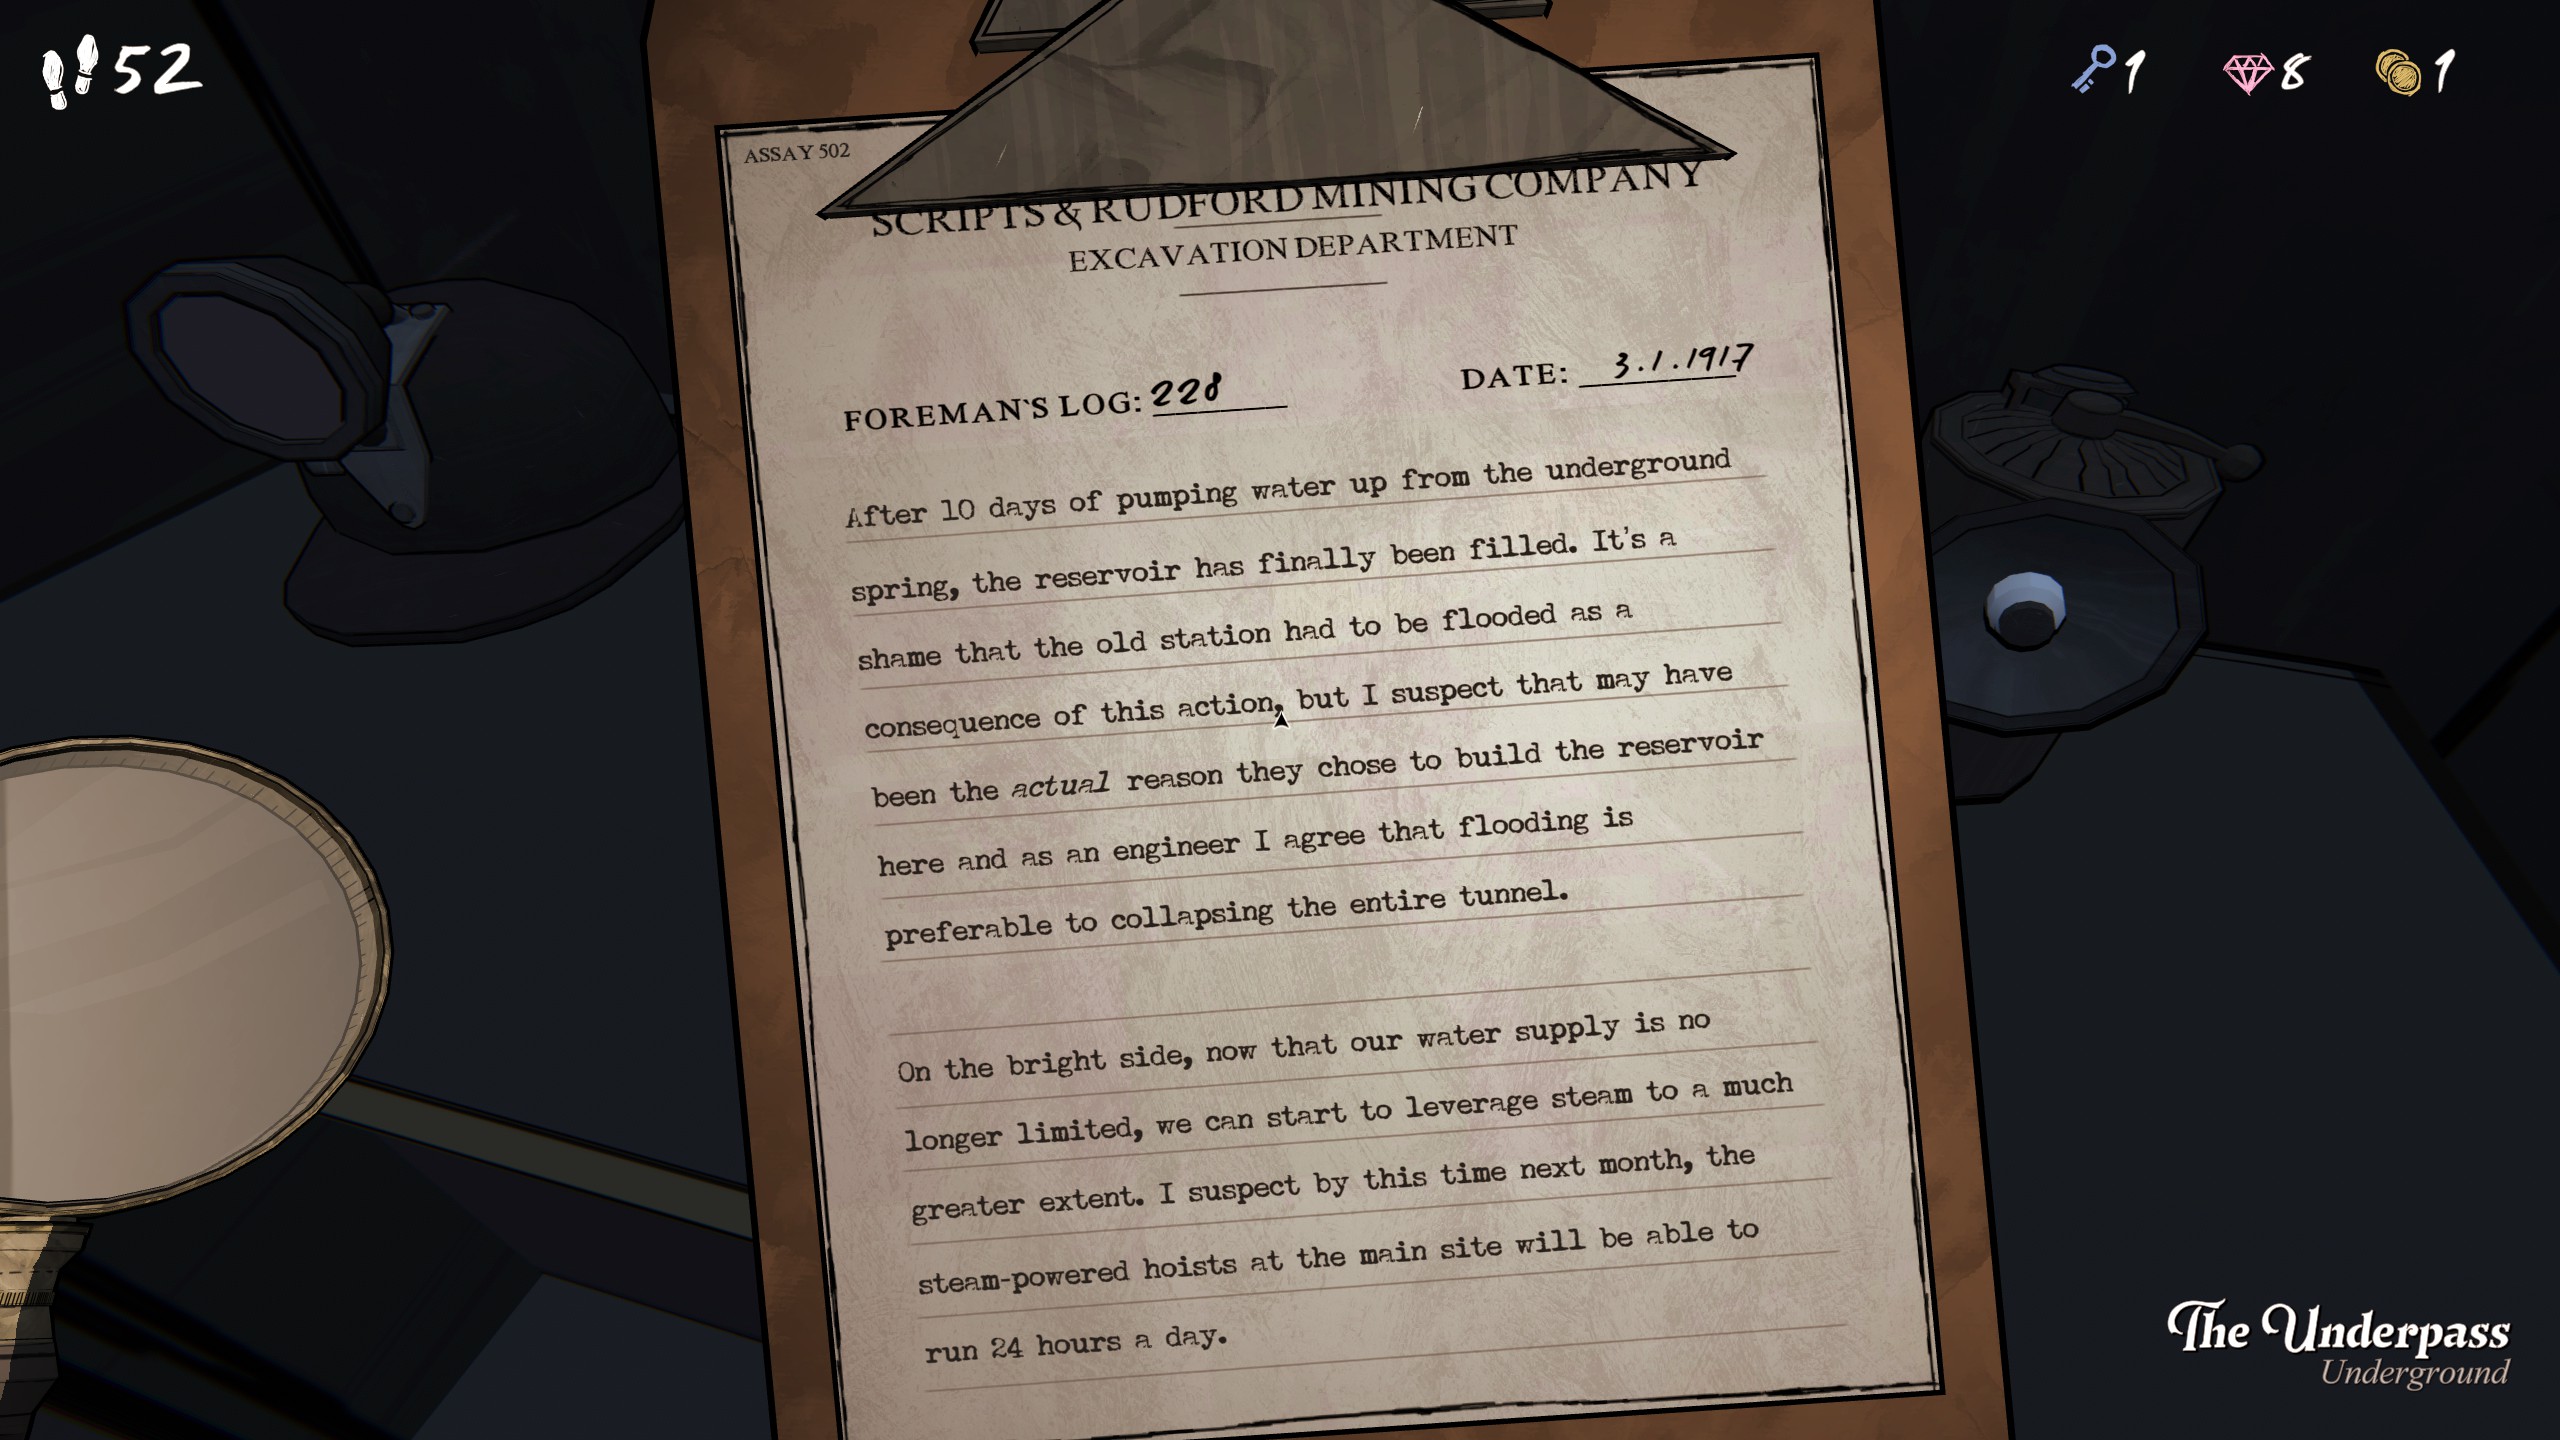 52
1
8
1
ASSAY 502
SCRIPTS & RUDFORD MINING COMPANY
EXCAVATION DEPARTMENT
FOREMAN'S LOG: 228
DATE: 3.1.1917
After 10 days of pumping water up from the underground
spring, the reservoir has finally been filled. It's a
shame that the old station had to be flooded as a
consequence of this action, but I suspect that may have
been the actual reason they chose to build the reservoir
here and as an engineer I agree that flooding is
preferable to collapsing the entire tunnel.
On the bright side, now that our water supply is no
longer limited, we can start to leverage steam to a much
greater extent. I suspect by this time next month, the
steam-powered hoists at the main site will be able to
run 24 hours a day.
The Underpass
Underground